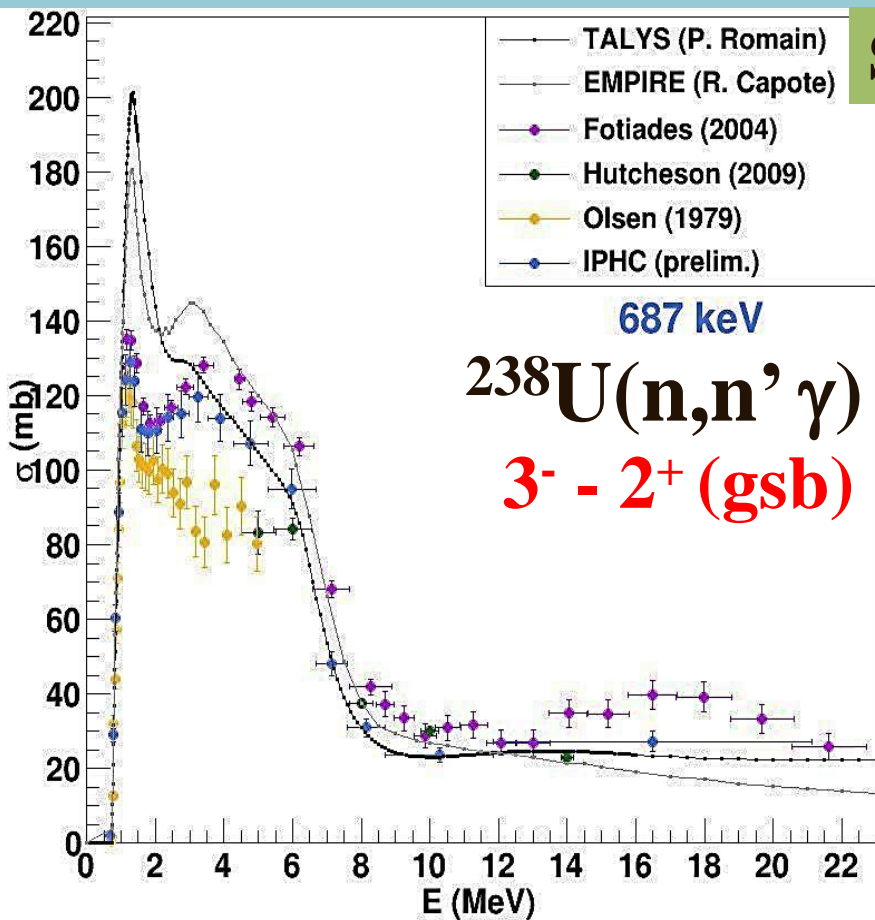 220
200
180
160
140
120
100
80
60
40
20
0
σ (mb)
TALYS (P. Romain)
EMPIRE (R. Capote)
Fotiades (2004)
Hutcheson (2009)
Olsen (1979)
IPHC (prelim.)
687 keV
²³⁸U(n,n’ γ)
3⁻ - 2⁺ (gsb)
0 2 4 6 8 10 12 14 16 18 20 22
E (MeV)